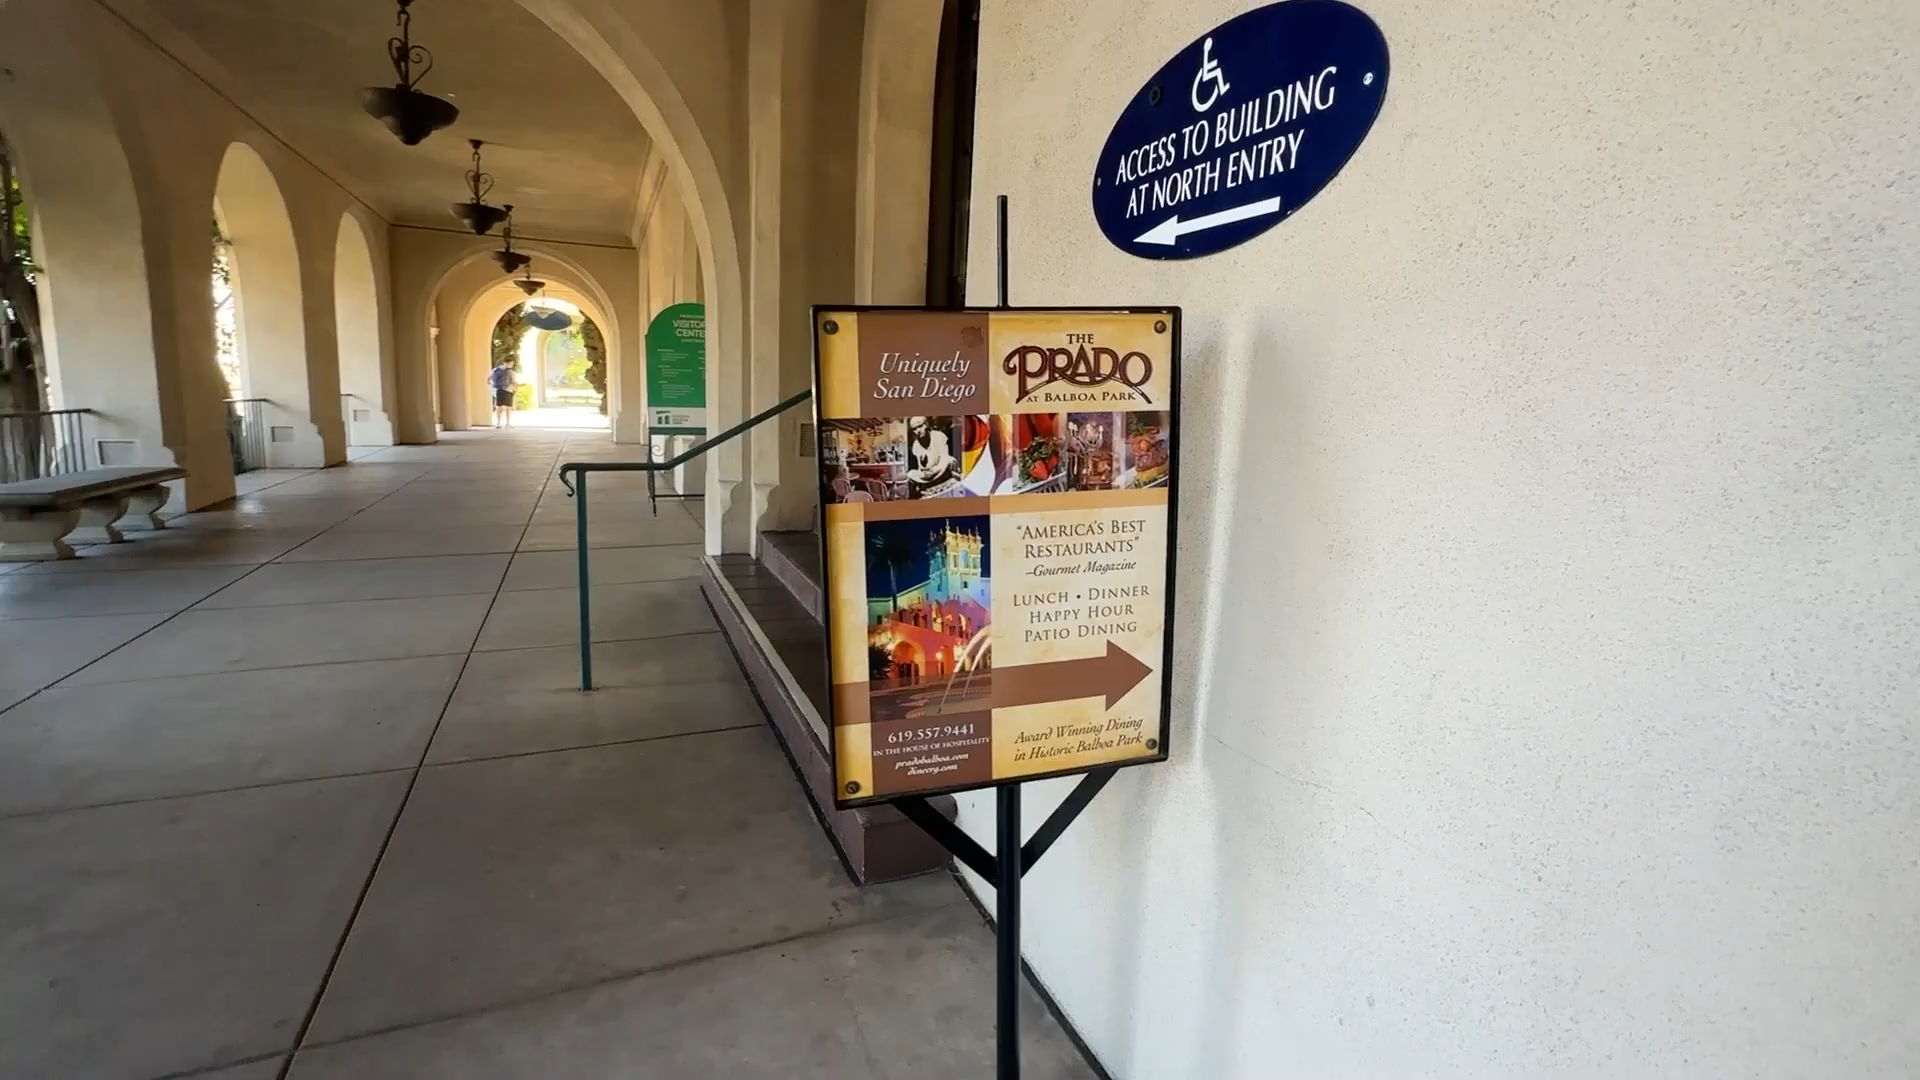 ACCESS TO BUILDING
AT NORTH ENTRY
VISITOR
CENTER
Uniquely
San Diego
THE
PRADO
AT BALBOA PARK
"AMERICA'S BEST
RESTAURANTS"
–Gourmet Magazine
LUNCH • DINNER
HAPPY HOUR
PATIO DINING
619.557.9441
IN THE HOUSE OF HOSPITALITY
pradobalboa.com
dinecrg.com
Award Winning Dining
in Historic Balboa Park